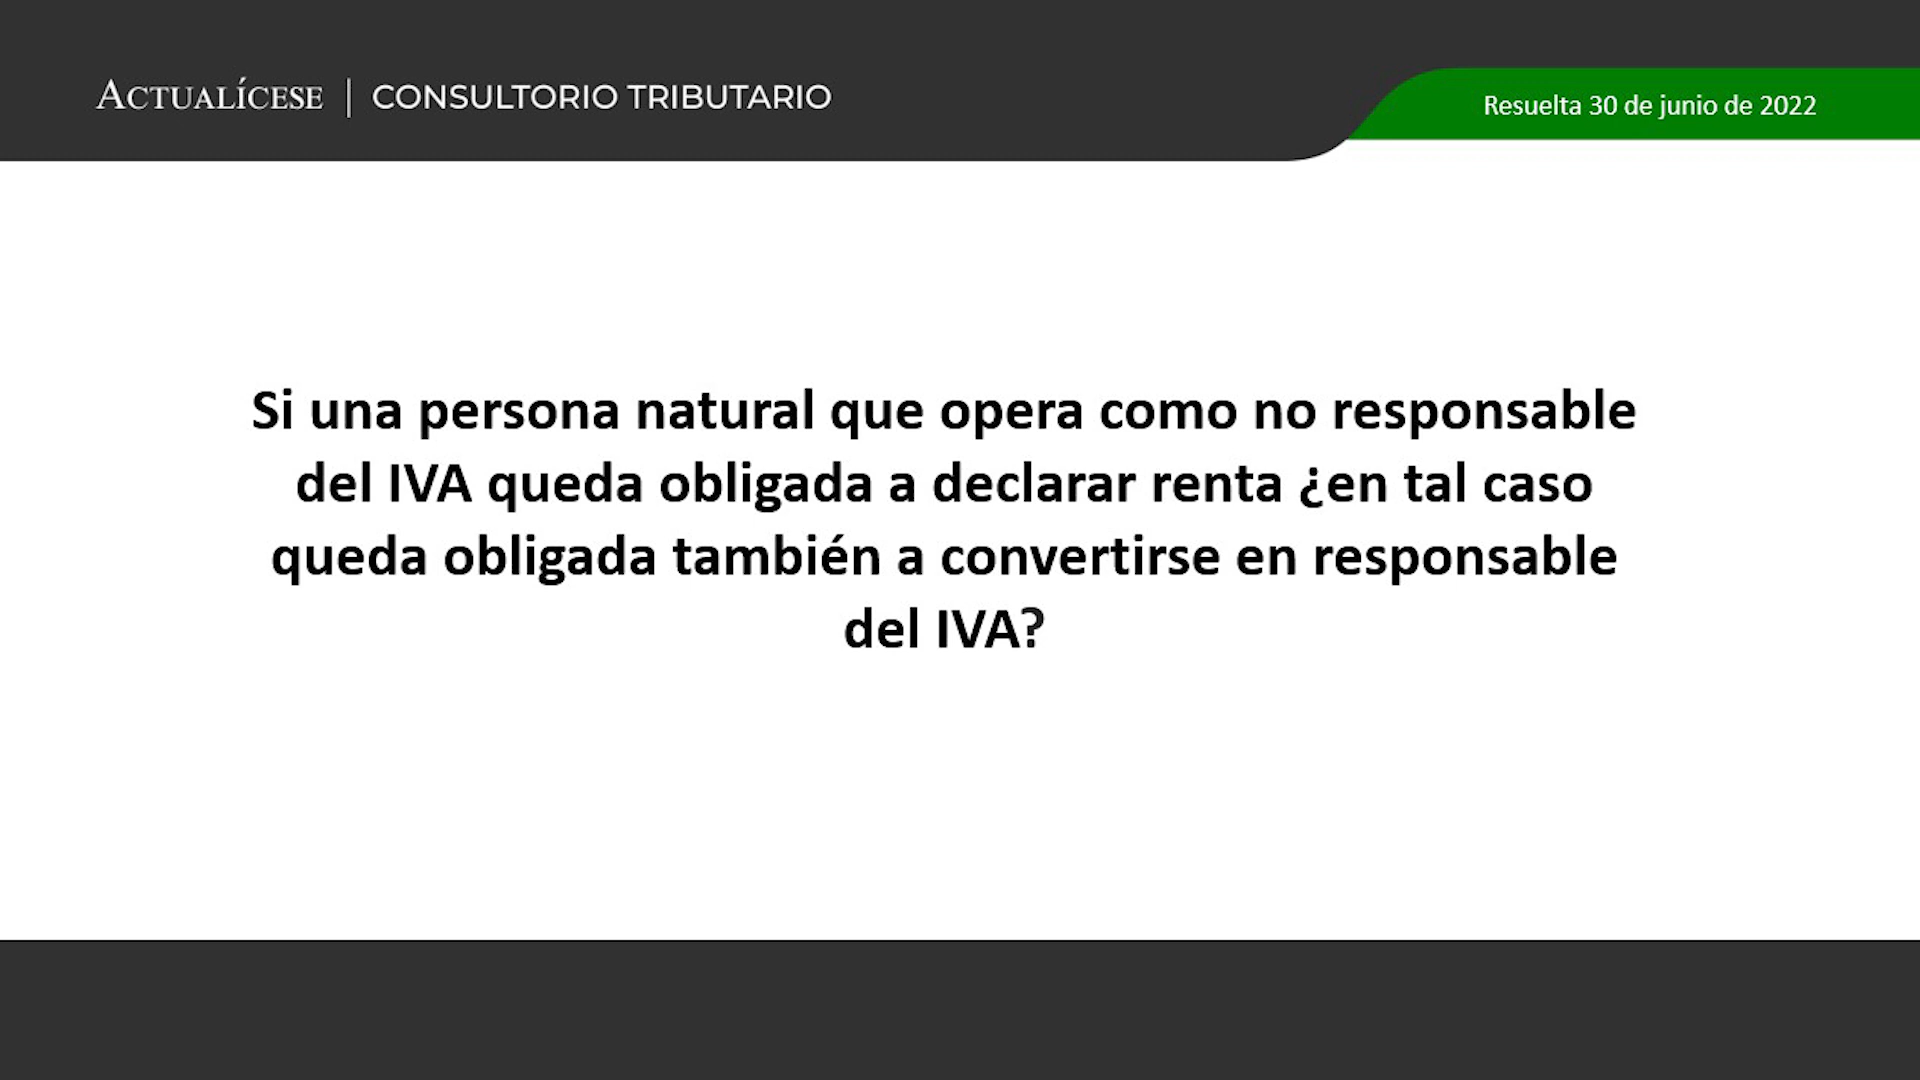 ACTUALÍCESE | CONSULTORIO TRIBUTARIO
Resuelta 30 de junio de 2022
Si una persona natural que opera como no responsable
del IVA queda obligada a declarar renta ¿en tal caso
queda obligada también a convertirse en responsable
del IVA?